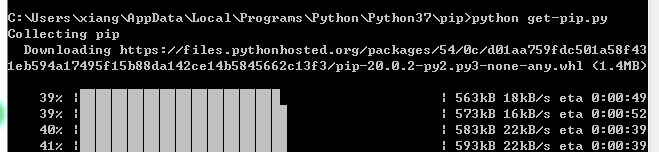 C:\Users\xiang\AppData\Local\Programs\Python\Python37\pip>python get-pip.py
Collecting pip
  Downloading https://files.pythonhosted.org/packages/54/0c/d01aa759fdc501a58f43
1eb594a17495f15b88da142ce14b5845662c13f3/pip-20.0.2-py2.py3-none-any.whl (1.4MB)
39% | | 563kB 18kB/s eta 0:00:49
39% | | 573kB 16kB/s eta 0:00:52
40% | | 583kB 22kB/s eta 0:00:39
41% | | 593kB 22kB/s eta 0:00:39